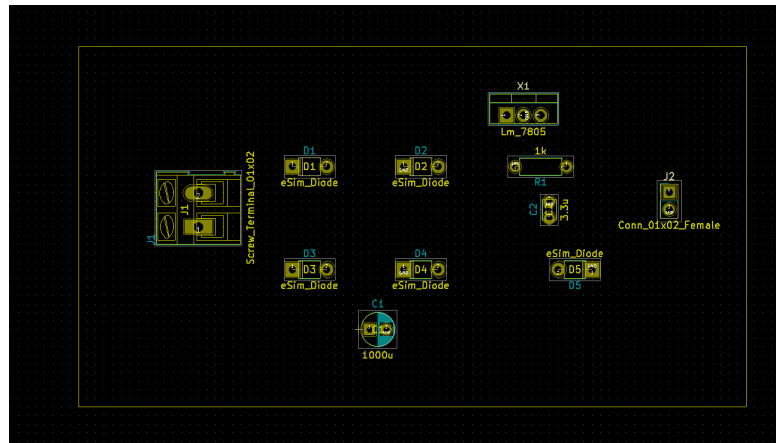 X1
Lm_7805
D1
D1
eSim_Diode
D2
D2
eSim_Diode
1k
R1
J1
J1
Screw_Terminal_01x02
C2
3.3u
J2
Conn_01x02_Female
D3
D3
eSim_Diode
D4
D4
eSim_Diode
eSim_Diode
D5
D5
C1
1000u